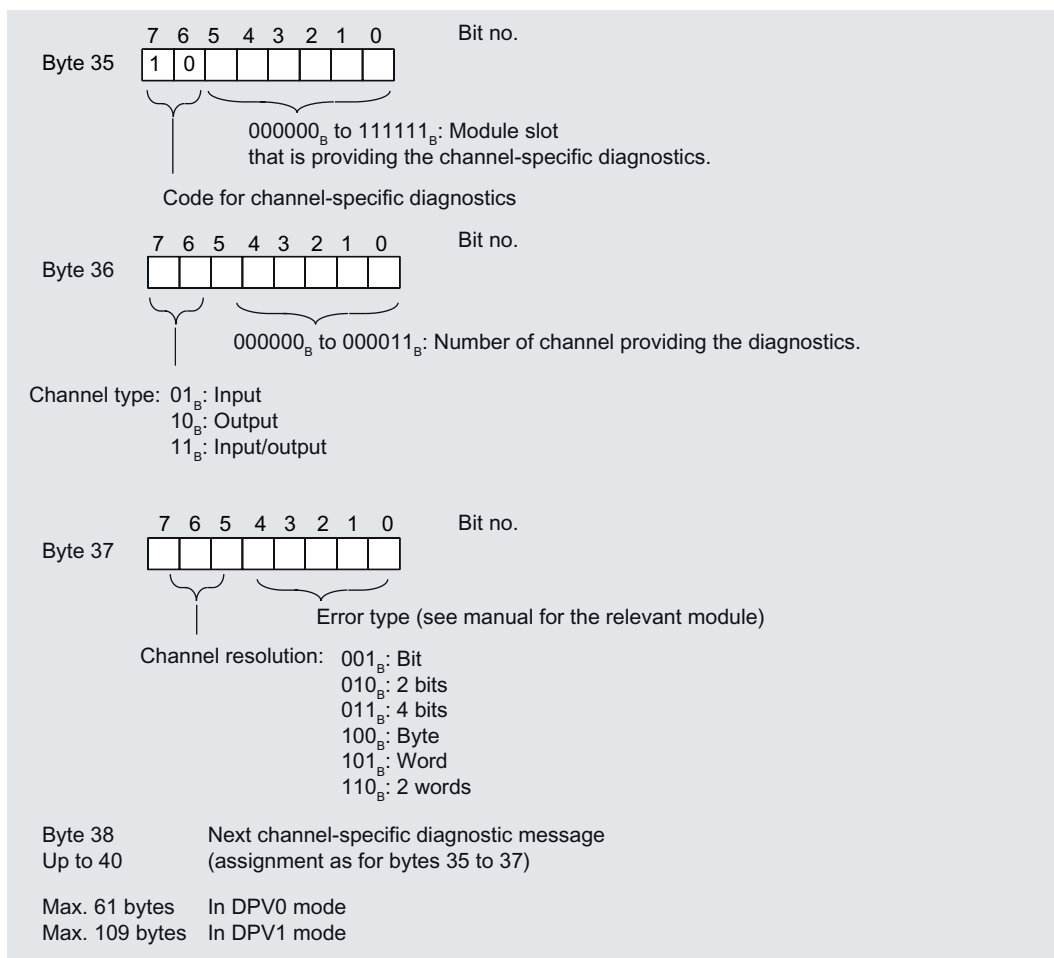 7 6 5 4 3 2 1 0 Bit no.
Byte 35 1 0
000000B to 111111B: Module slot
that is providing the channel-specific diagnostics.
Code for channel-specific diagnostics
7 6 5 4 3 2 1 0 Bit no.
Byte 36
000000B to 000011B: Number of channel providing the diagnostics.
Channel type: 01B: Input
10B: Output
11B: Input/output
7 6 5 4 3 2 1 0 Bit no.
Byte 37
Error type (see manual for the relevant module)
Channel resolution: 001B: Bit
010B: 2 bits
011B: 4 bits
100B: Byte
101B: Word
110B: 2 words
Byte 38 Next channel-specific diagnostic message
Up to 40 (assignment as for bytes 35 to 37)
Max. 61 bytes In DPV0 mode
Max. 109 bytes In DPV1 mode